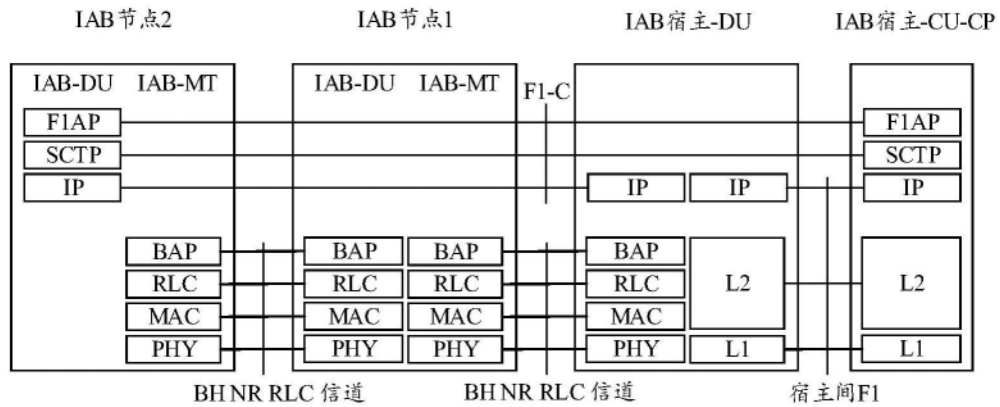 IAB节点2 IAB节点1 IAB宿主-DU IAB宿主-CU-CP
IAB-DU IAB-MT IAB-DU IAB-MT F1-C
F1AP F1AP
SCTP SCTP
IP IP IP IP
BAP BAP BAP BAP
RLC RLC RLC RLC L2 L2
MAC MAC MAC MAC
PHY PHY PHY PHY L1 L1
BH NR RLC 信道 BH NR RLC 信道 宿主间F1